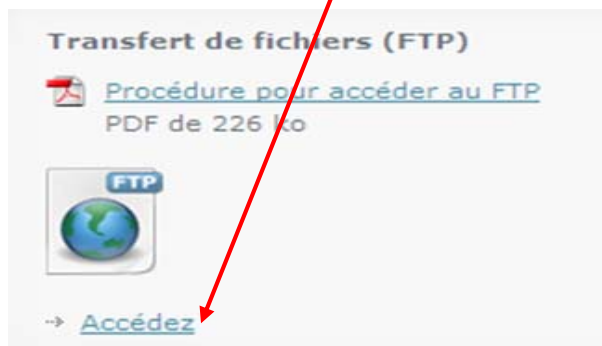 Transfert de fichiers (FTP)
Procédure pour accéder au FTP
PDF de 226 ko
FTP
Accédez